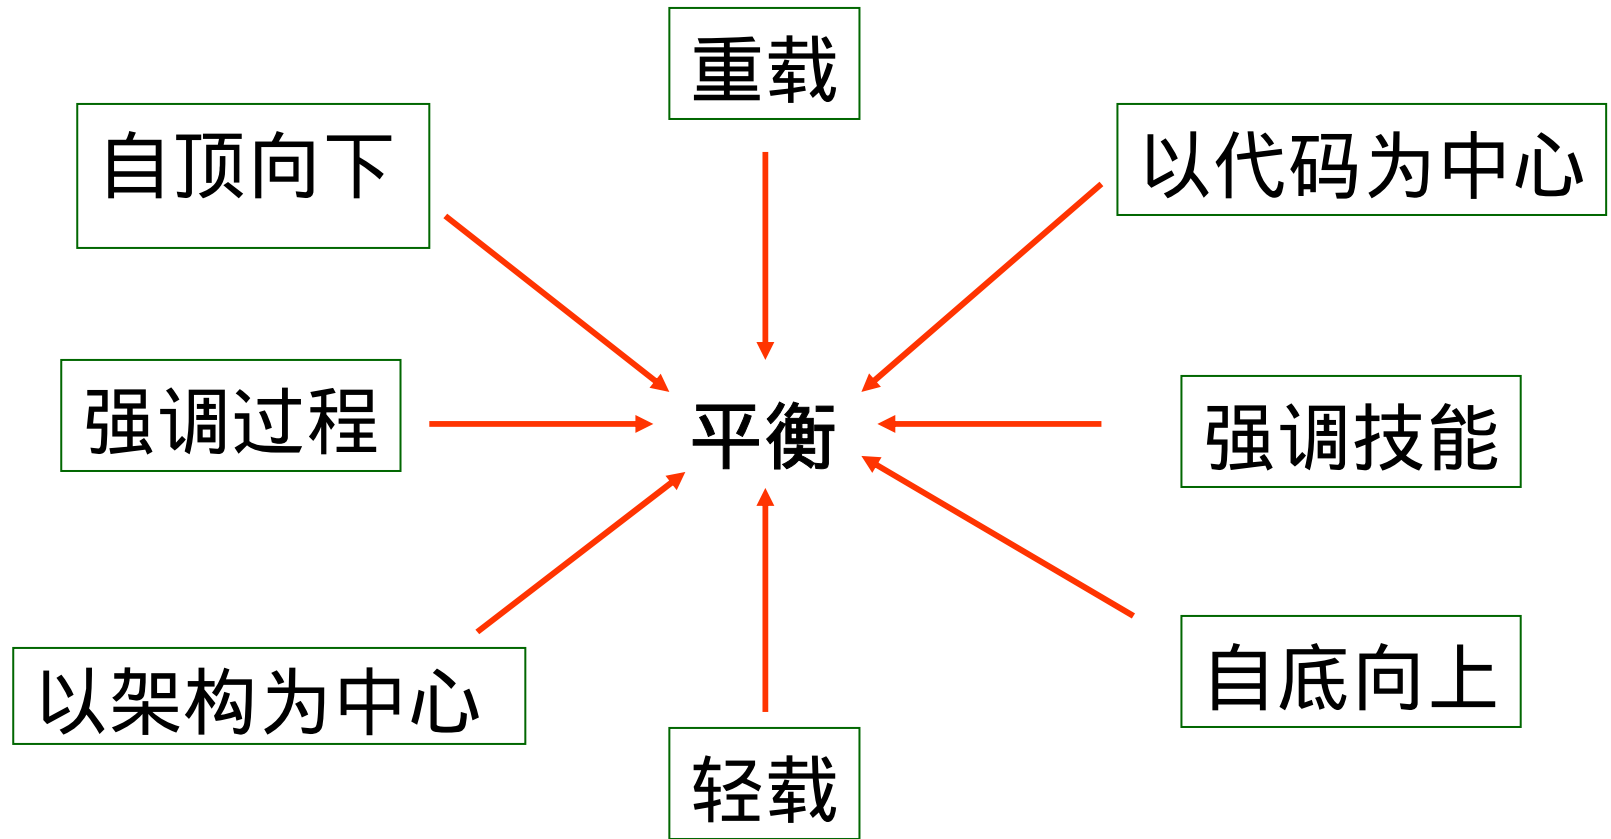 重载
自顶向下
以代码为中心
强调过程
平衡
强调技能
以架构为中心
自底向上
轻载